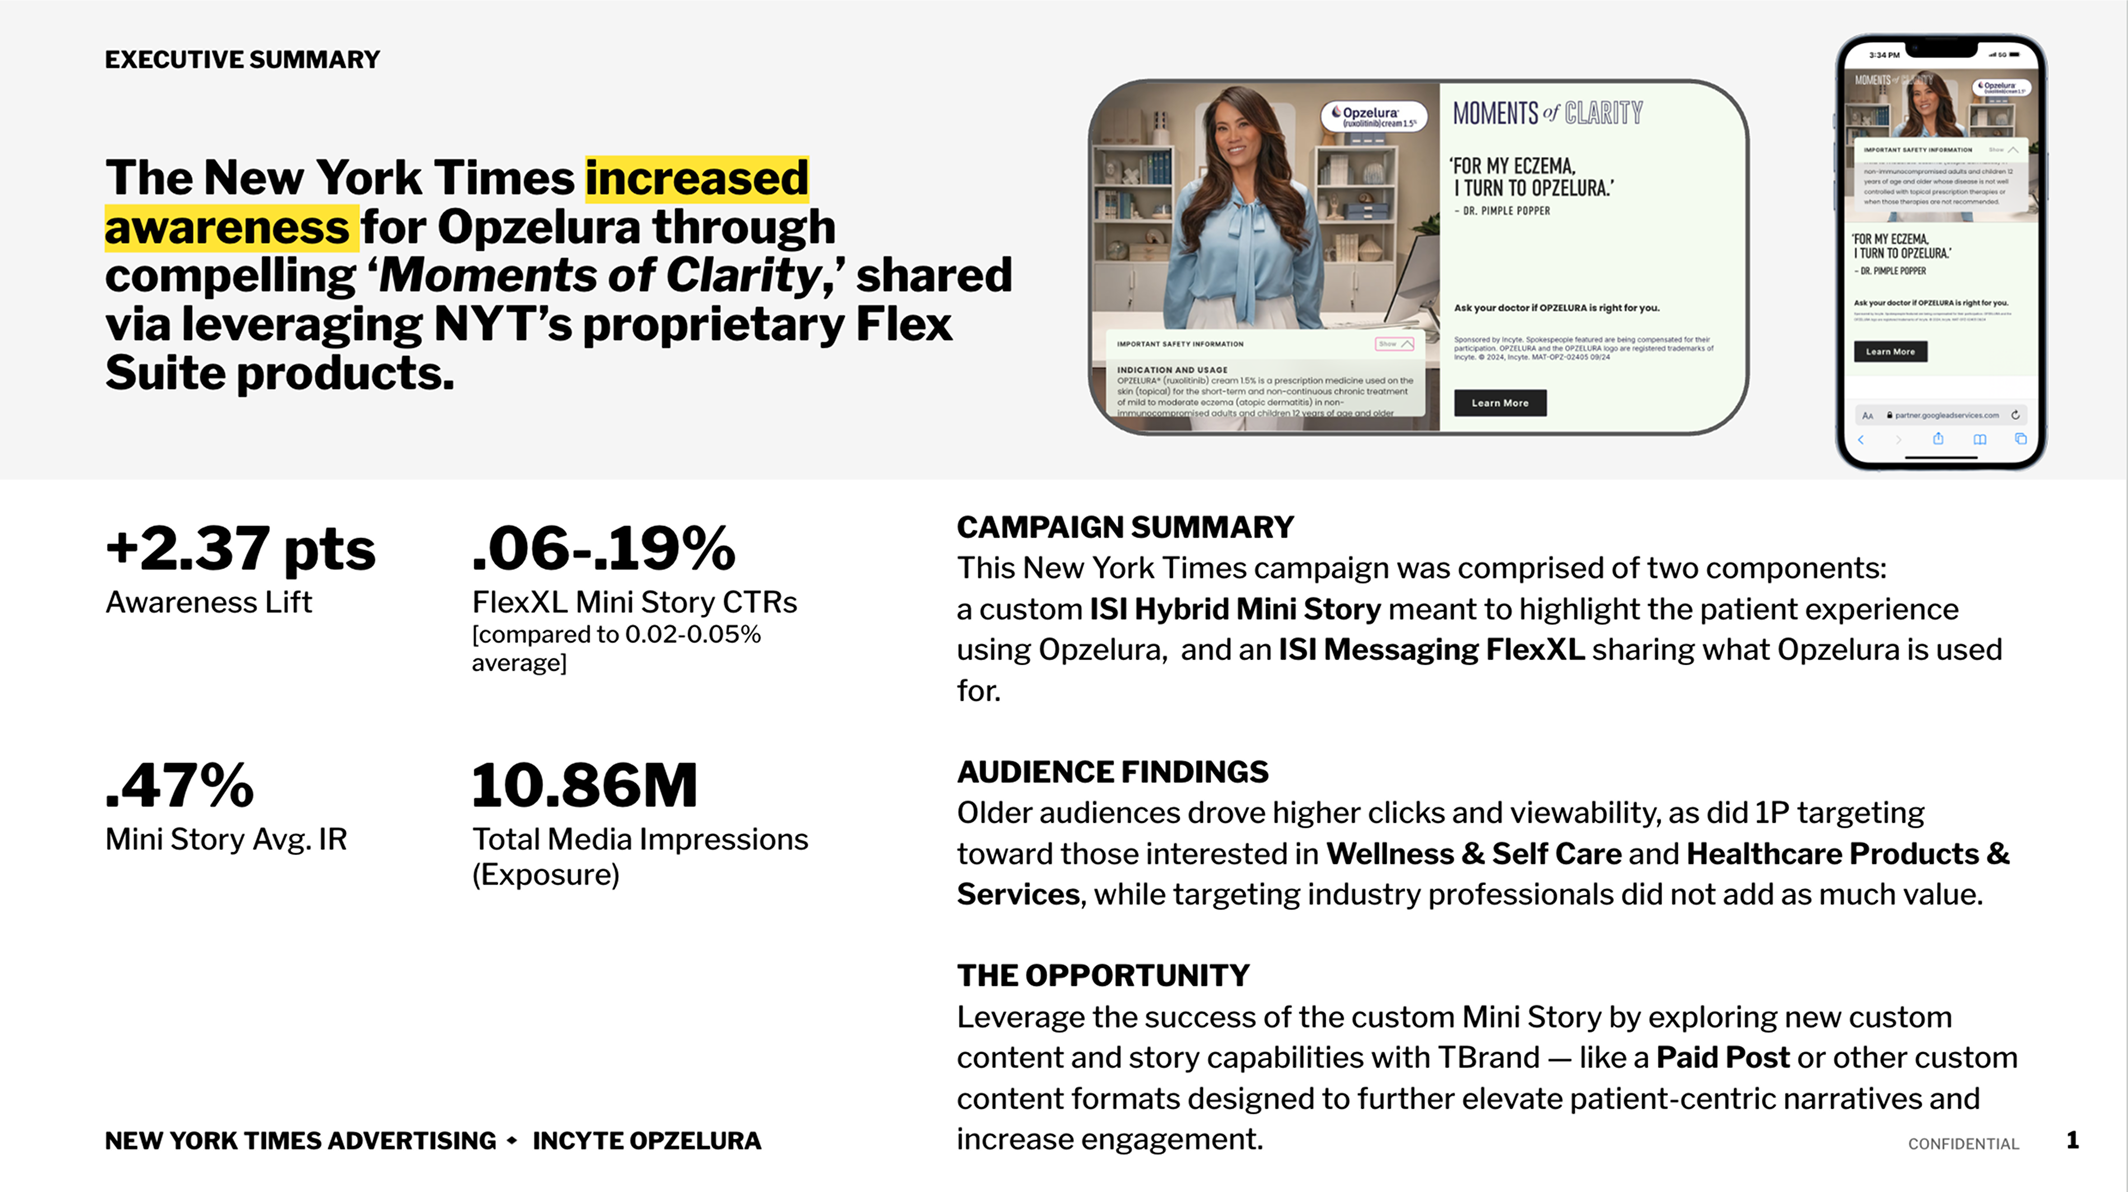 EXECUTIVE SUMMARY
The New York Times increased
awareness for Opzelura through
compelling ‘Moments of Clarity,’ shared
via leveraging NYT’s proprietary Flex
Suite products.
Opzelura
(ruxolitinib) cream 1.5%
IMPORTANT SAFETY INFORMATION
Show
INDICATION AND USAGE
OPZELURA® (ruxolitinib) cream 1.5% is a prescription medicine used on the
skin (topical) for the short-term and non-continuous chronic treatment
of mild to moderate eczema (atopic dermatitis) in non-
immunocompromised adults and children 12 years of age and older
MOMENTS of CLARITY
‘FOR MY ECZEMA,
I TURN TO OPZELURA.’
– DR. PIMPLE POPPER
Ask your doctor if OPZELURA is right for you.
Sponsored by Incyte. Spokespeople featured are being compensated for their
participation. OPZELURA and the OPZELURA logo are registered trademarks of
Incyte. © 2024, Incyte. MAT-OPZ-02405 09/24
Learn More
3:34 PM
5G
MOMENTS of CLARITY
Opzelura
(ruxolitinib) cream 1.5%
IMPORTANT SAFETY INFORMATION
Show
non-immunocompromised adults and children 12
years of age and older whose disease is not well
controlled with topical prescription therapies or
when those therapies are not recommended.
‘FOR MY ECZEMA,
I TURN TO OPZELURA.’
– DR. PIMPLE POPPER
Ask your doctor if OPZELURA is right for you.
Learn More
AA partner.googleadservices.com
+2.37 pts
Awareness Lift
.06-.19%
FlexXL Mini Story CTRs
[compared to 0.02-0.05%
average]
.47%
Mini Story Avg. IR
10.86M
Total Media Impressions
(Exposure)
CAMPAIGN SUMMARY
This New York Times campaign was comprised of two components:
a custom ISI Hybrid Mini Story meant to highlight the patient experience
using Opzelura, and an ISI Messaging FlexXL sharing what Opzelura is used
for.
AUDIENCE FINDINGS
Older audiences drove higher clicks and viewability, as did 1P targeting
toward those interested in Wellness & Self Care and Healthcare Products &
Services, while targeting industry professionals did not add as much value.
THE OPPORTUNITY
Leverage the success of the custom Mini Story by exploring new custom
content and story capabilities with TBrand — like a Paid Post or other custom
content formats designed to further elevate patient-centric narratives and
increase engagement.
NEW YORK TIMES ADVERTISING ✦ INCYTE OPZELURA
CONFIDENTIAL
1